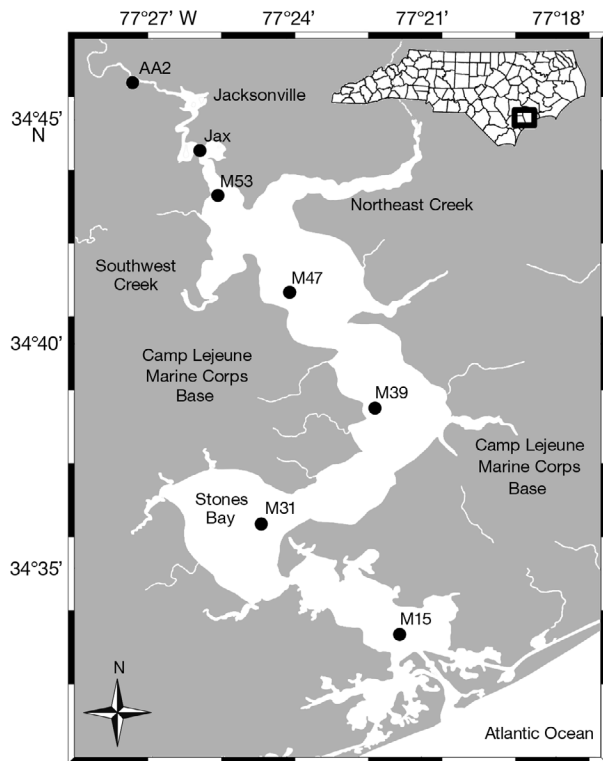 77°27’ W
77°24’
77°21’
77°18’
AA2
Jacksonville
34°45’
N
Jax
M53
Northeast Creek
Southwest
Creek
M47
34°40’
Camp Lejeune
Marine Corps
Base
M39
Camp Lejeune
Marine Corps
Base
Stones
Bay
M31
34°35’
M15
N
Atlantic Ocean